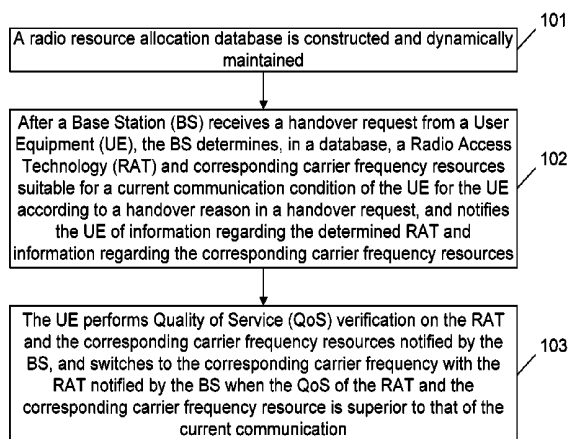 101
A radio resource allocation database is constructed and dynamically
maintained
After a Base Station (BS) receives a handover request from a User
Equipment (UE), the BS determines, in a database, a Radio Access
Technology (RAT) and corresponding carrier frequency resources
suitable for a current communication condition of the UE for the UE
according to a handover reason in a handover request, and notifies
the UE of information regarding the determined RAT and
information regarding the corresponding carrier frequency resources
102
The UE performs Quality of Service (QoS) verification on the RAT
and the corresponding carrier frequency resources notified by the
BS, and switches to the corresponding carrier frequency with the
RAT notified by the BS when the QoS of the RAT and the
corresponding carrier frequency resource is superior to that of the
current communication
103